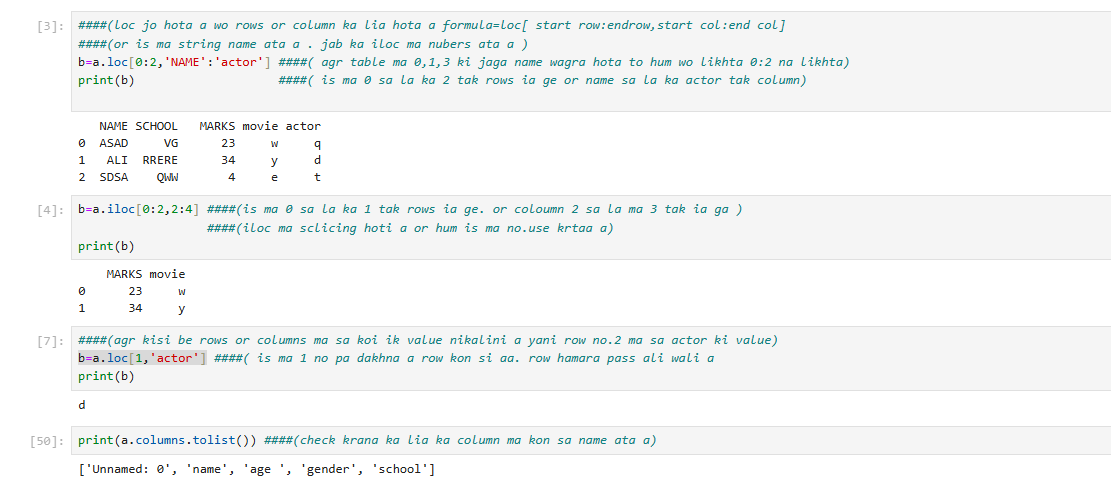 [3]: ####(loc jo hota a wo rows or column ka lia hota a formula=loc[ start row:endrow,start col:end col]
####(or is ma string name ata a . jab ka iloc ma nubers ata a )
b=a.loc[0:2,'NAME':'actor'] ####( agr table ma 0,1,3 ki jaga name wagra hota to hum wo likhta 0:2 na likhta)
print(b) ####( is ma 0 sa la ka 2 tak rows ia ge or name sa la ka actor tak column)
NAME SCHOOL MARKS movie actor
0 ASAD VG 23 w q
1 ALI RRERE 34 y d
2 SDSA QWW 4 e t
[4]: b=a.iloc[0:2,2:4] ####(is ma 0 sa la ka 1 tak rows ia ge. or coloumn 2 sa la ma 3 tak ia ga )
####(iloc ma sclicing hoti a or hum is ma no.use krtaa a)
print(b)
MARKS movie
0 23 w
1 34 y
[7]: ####(agr kisi be rows or columns ma sa koi ik value nikalini a yani row no.2 ma sa actor ki value)
b=a.loc[1,'actor'] ####( is ma 1 no pa dakhna a row kon si aa. row hamara pass ali wali a
print(b)
d
[50]: print(a.columns.tolist()) ####(check krana ka lia ka column ma kon sa name ata a)
['Unnamed: 0', 'name', 'age ', 'gender', 'school']